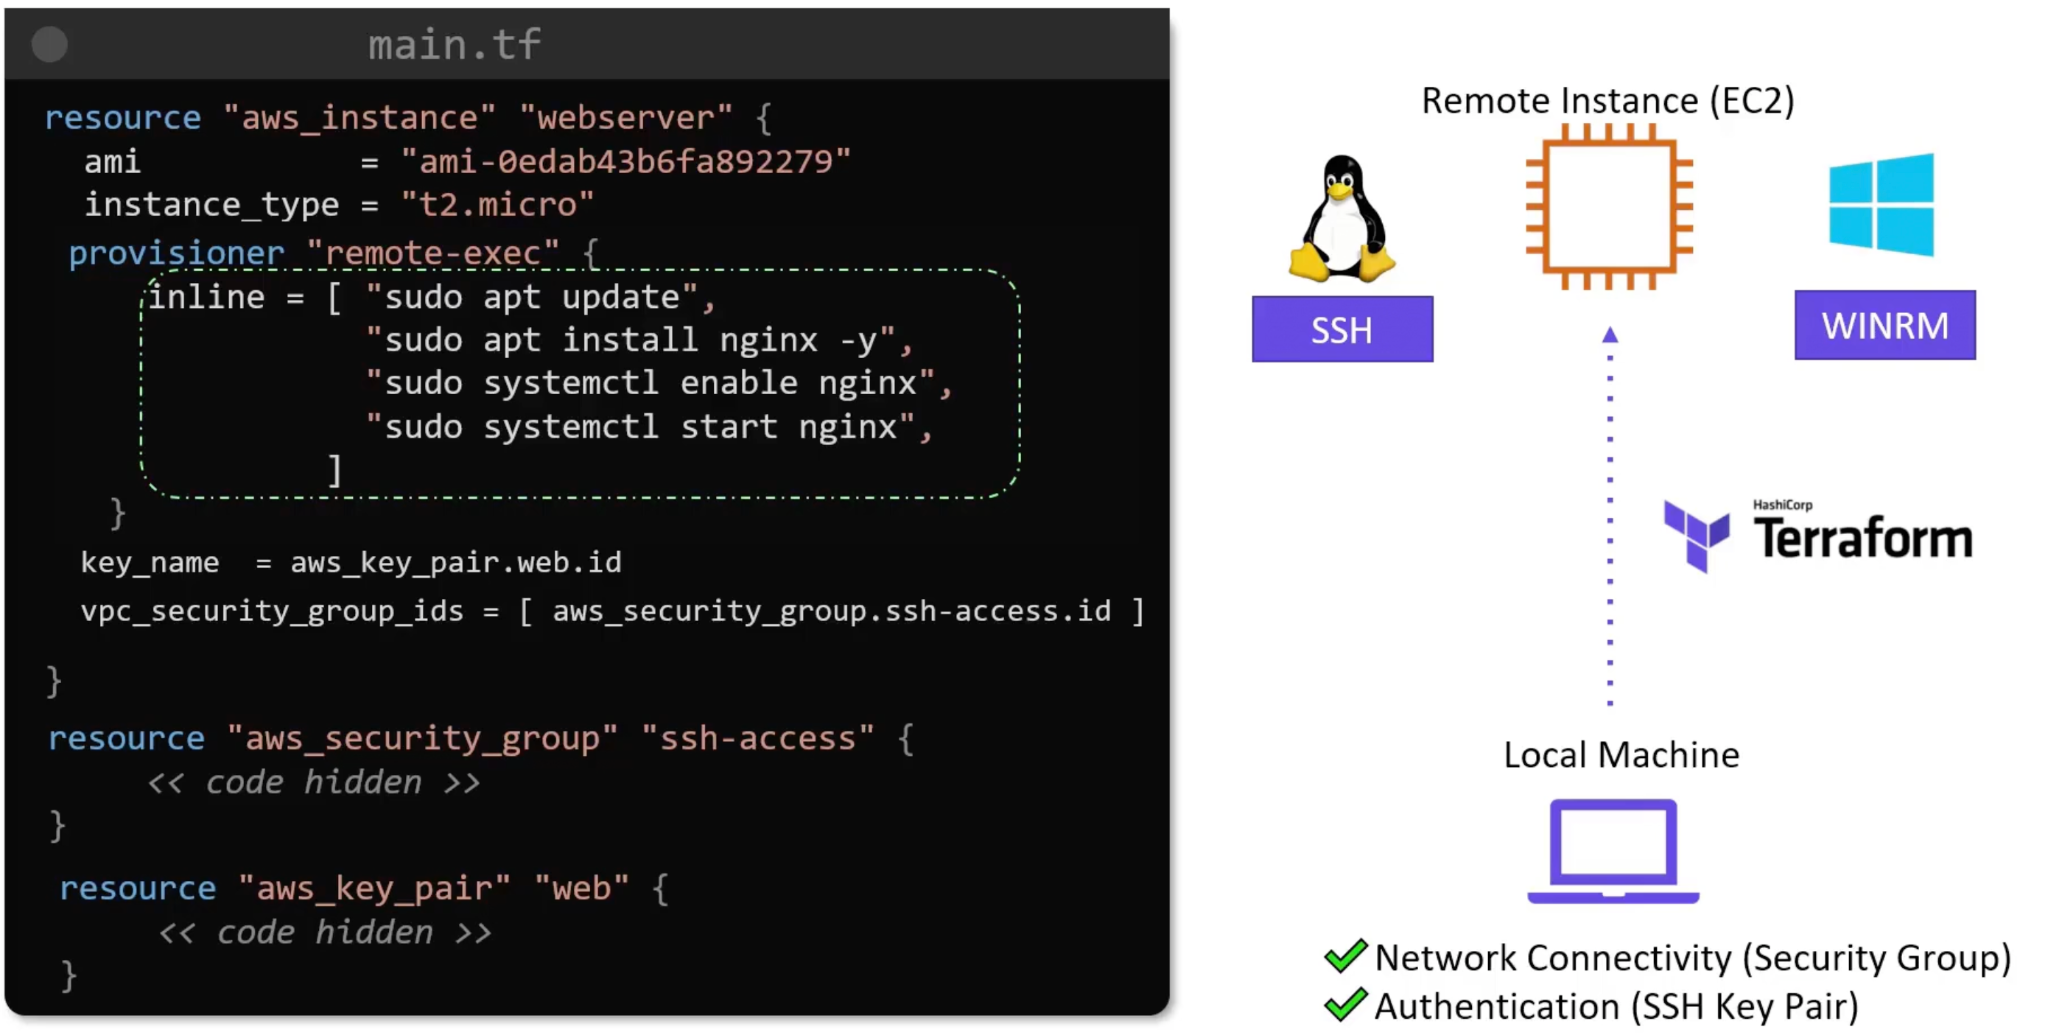 main.tf
resource "aws_instance" "webserver" {
ami = "ami-0edab43b6fa892279"
instance_type = "t2.micro"
provisioner "remote-exec" {
inline = [ "sudo apt update",
"sudo apt install nginx -y",
"sudo systemctl enable nginx",
"sudo systemctl start nginx",
]
}
key_name = aws_key_pair.web.id
vpc_security_group_ids = [ aws_security_group.ssh-access.id ]
}
resource "aws_security_group" "ssh-access" {
<< code hidden >>
}
resource "aws_key_pair" "web" {
<< code hidden >>
}
Remote Instance (EC2)
SSH
WINRM
HashiCorp
Terraform
Local Machine
Network Connectivity (Security Group)
Authentication (SSH Key Pair)